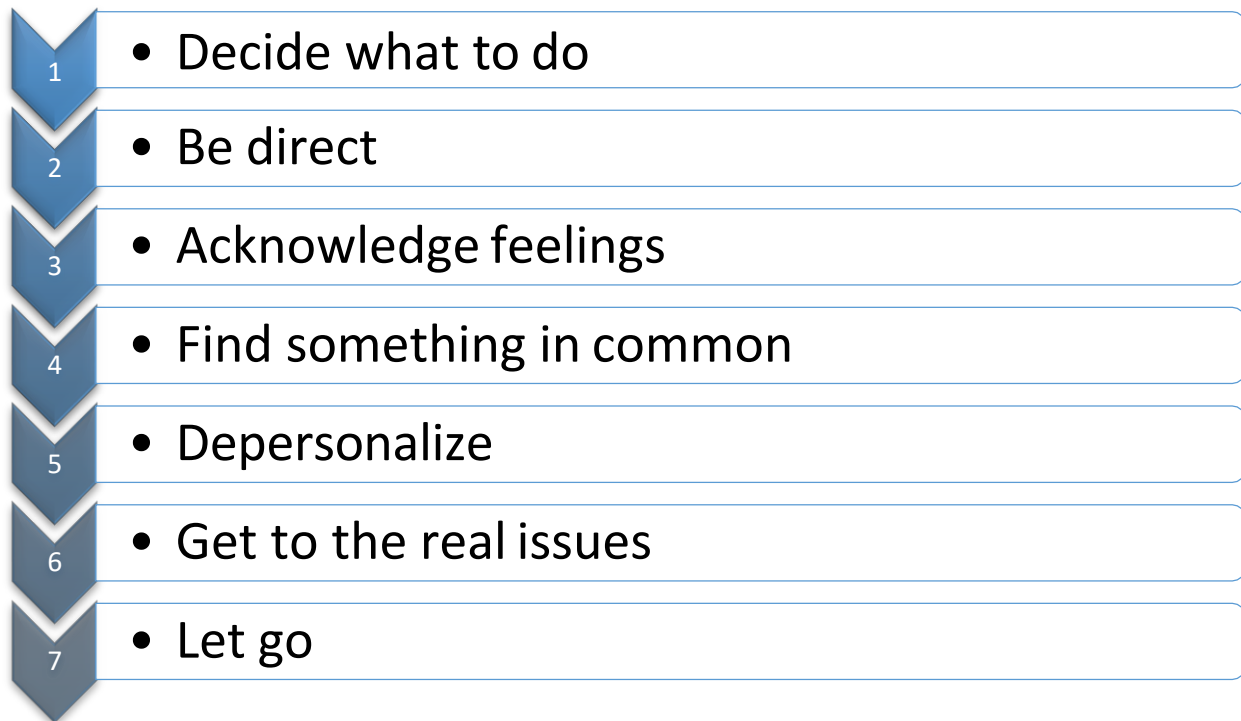 1 • Decide what to do
2 • Be direct
3 • Acknowledge feelings
4 • Find something in common
5 • Depersonalize
6 • Get to the real issues
7 • Let go